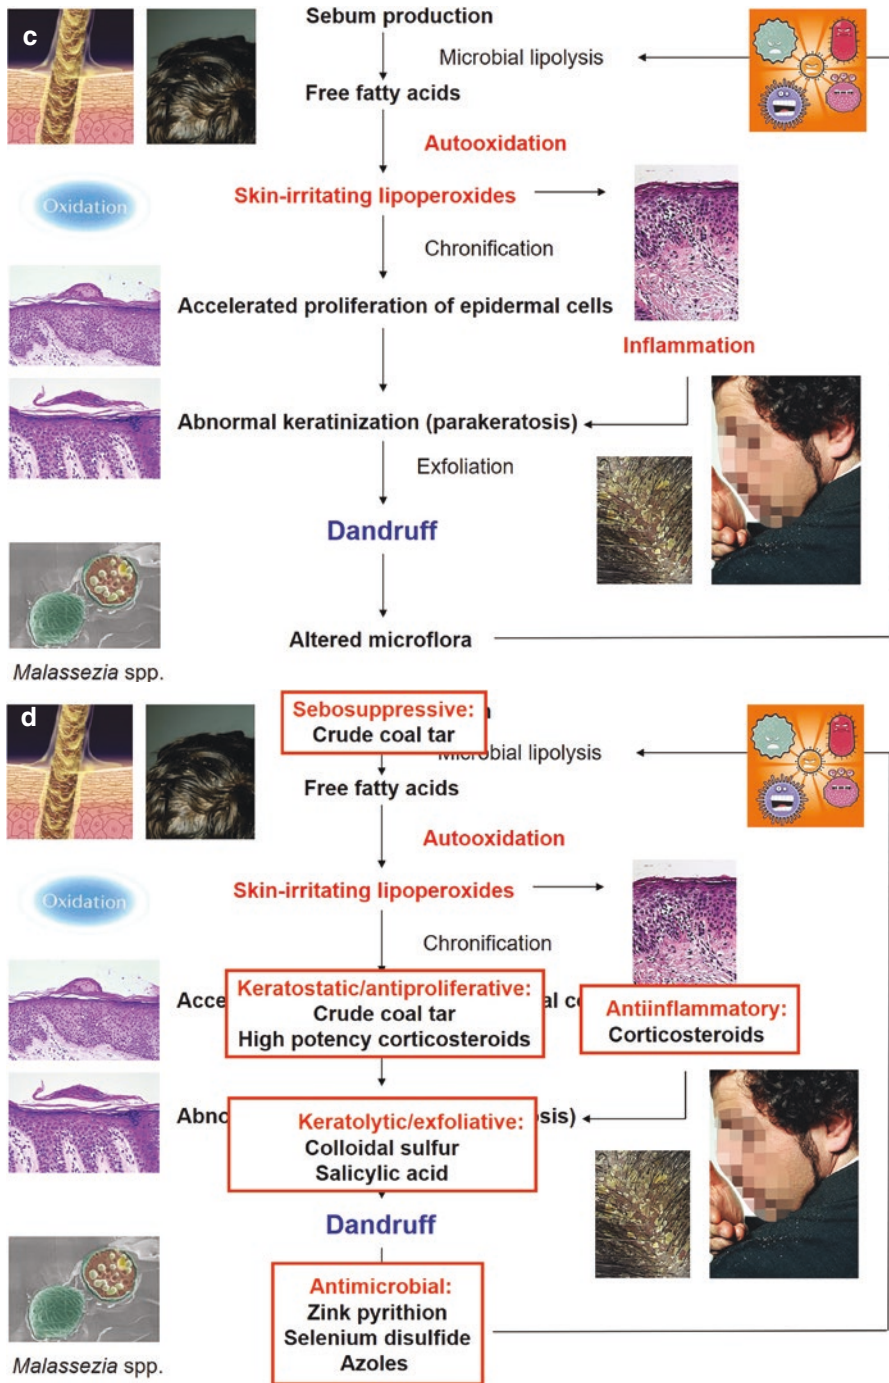 c
Sebum production
Microbial lipolysis
Free fatty acids
Autooxidation
Skin-irritating lipoperoxides
Oxidation
Chronification
Accelerated proliferation of epidermal cells
Inflammation
Abnormal keratinization (parakeratosis)
Exfoliation
Dandruff
Altered microflora
Malassezia spp.
d
Sebosuppressive:
Crude coal tar
Microbial lipolysis
Free fatty acids
Autooxidation
Skin-irritating lipoperoxides
Oxidation
Chronification
Keratostatic/antiproliferative:
Crude coal tar
High potency corticosteroids
Antiinflammatory:
Corticosteroids
Keratolytic/exfoliative:
Colloidal sulfur
Salicylic acid
Dandruff
Antimicrobial:
Zink pyrithion
Selenium disulfide
Azoles
Malassezia spp.